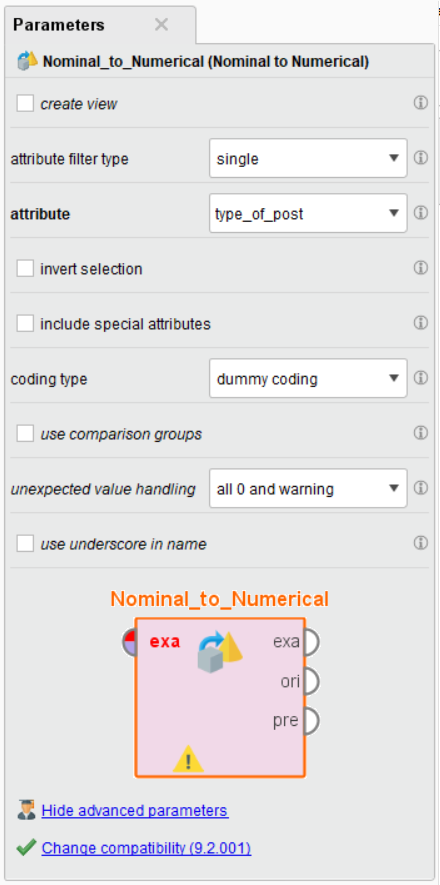 Parameters
Nominal_to_Numerical (Nominal to Numerical)
create view
attribute filter type single
attribute type_of_post
invert selection
include special attributes
coding type dummy coding
use comparison groups
unexpected value handling all 0 and warning
use underscore in name
Nominal_to_Numerical
exa exa
ori
pre
Hide advanced parameters
Change compatibility (9.2.001)